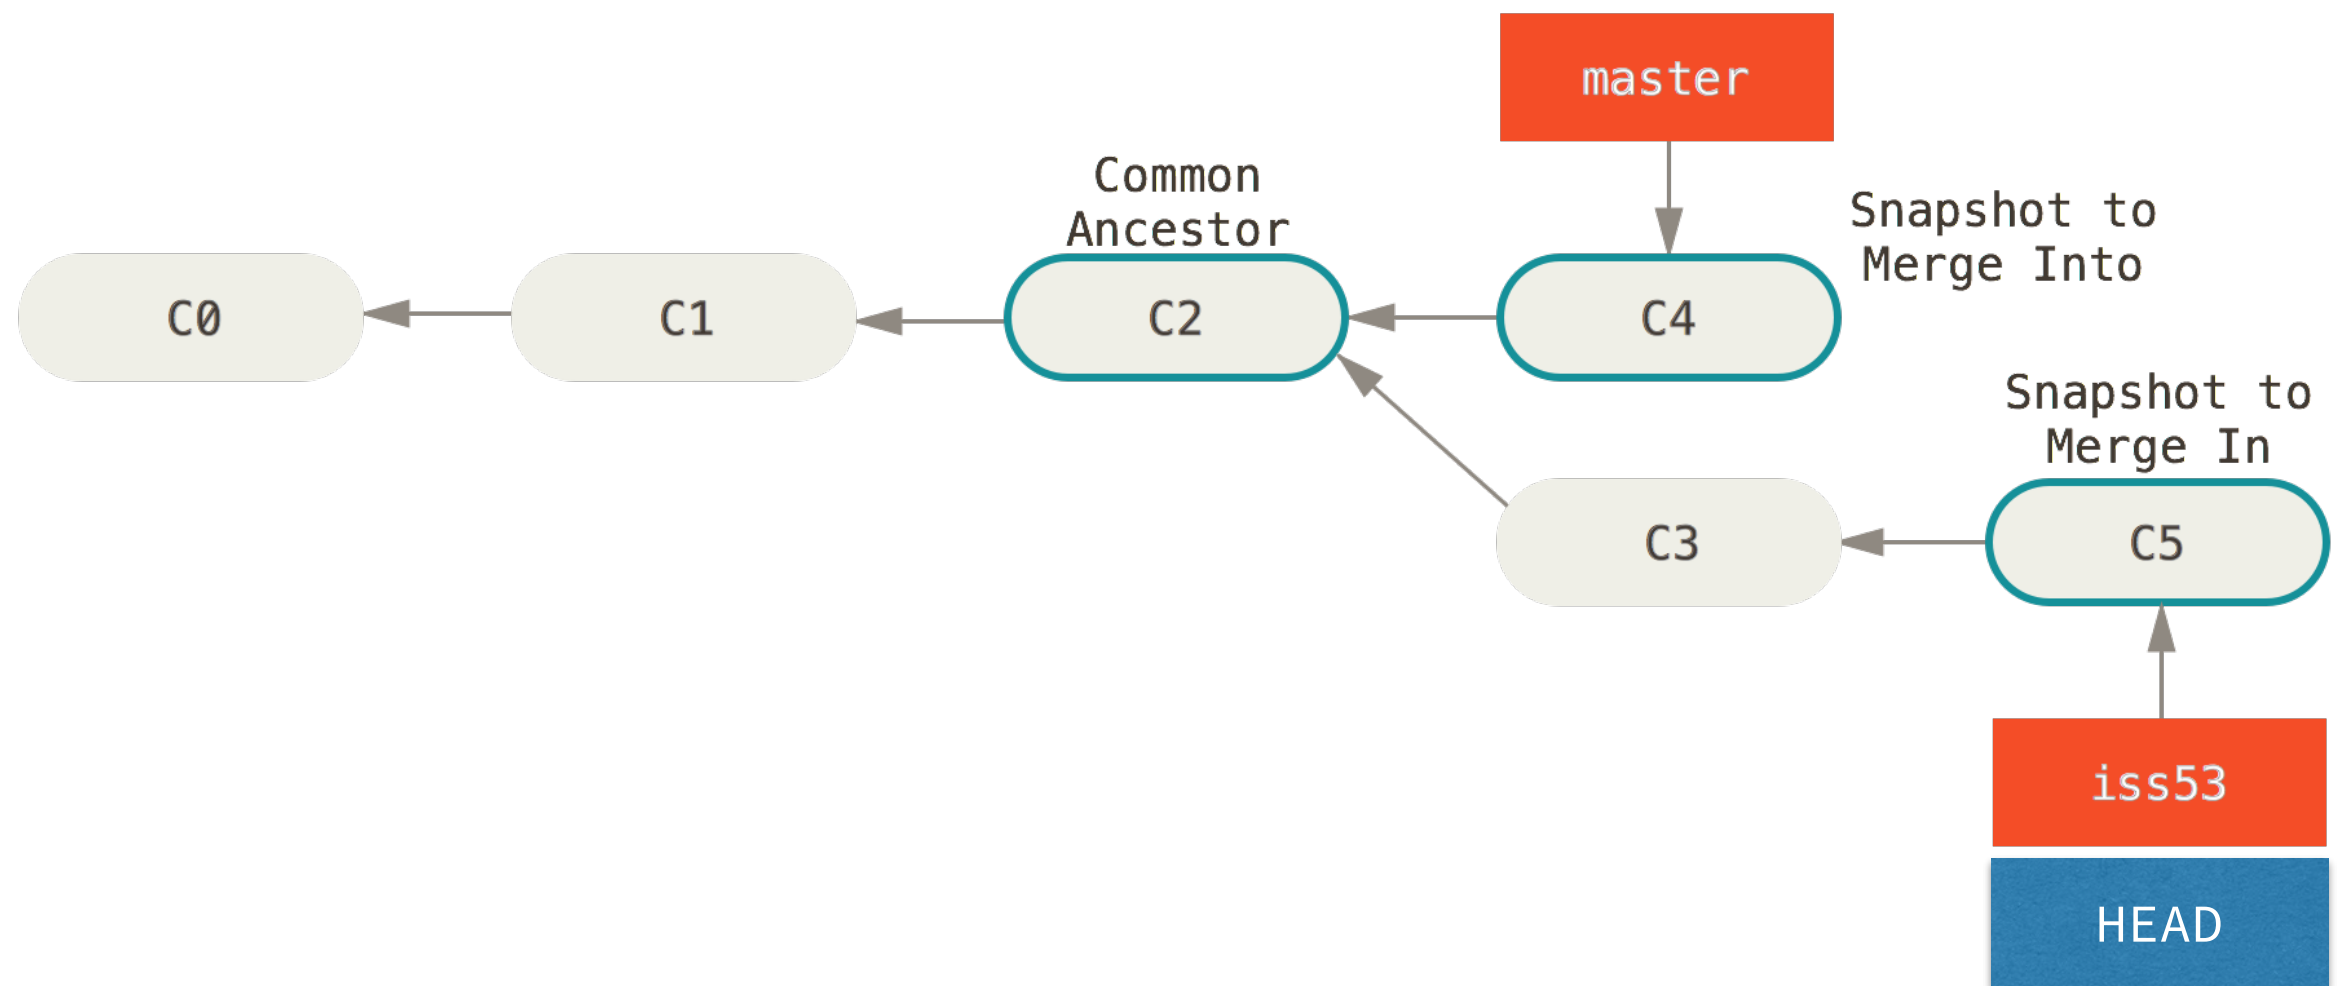 master
Common
Ancestor
Snapshot to
Merge Into
C0
C1
C2
C4
Snapshot to
Merge In
C3
C5
iss53
HEAD